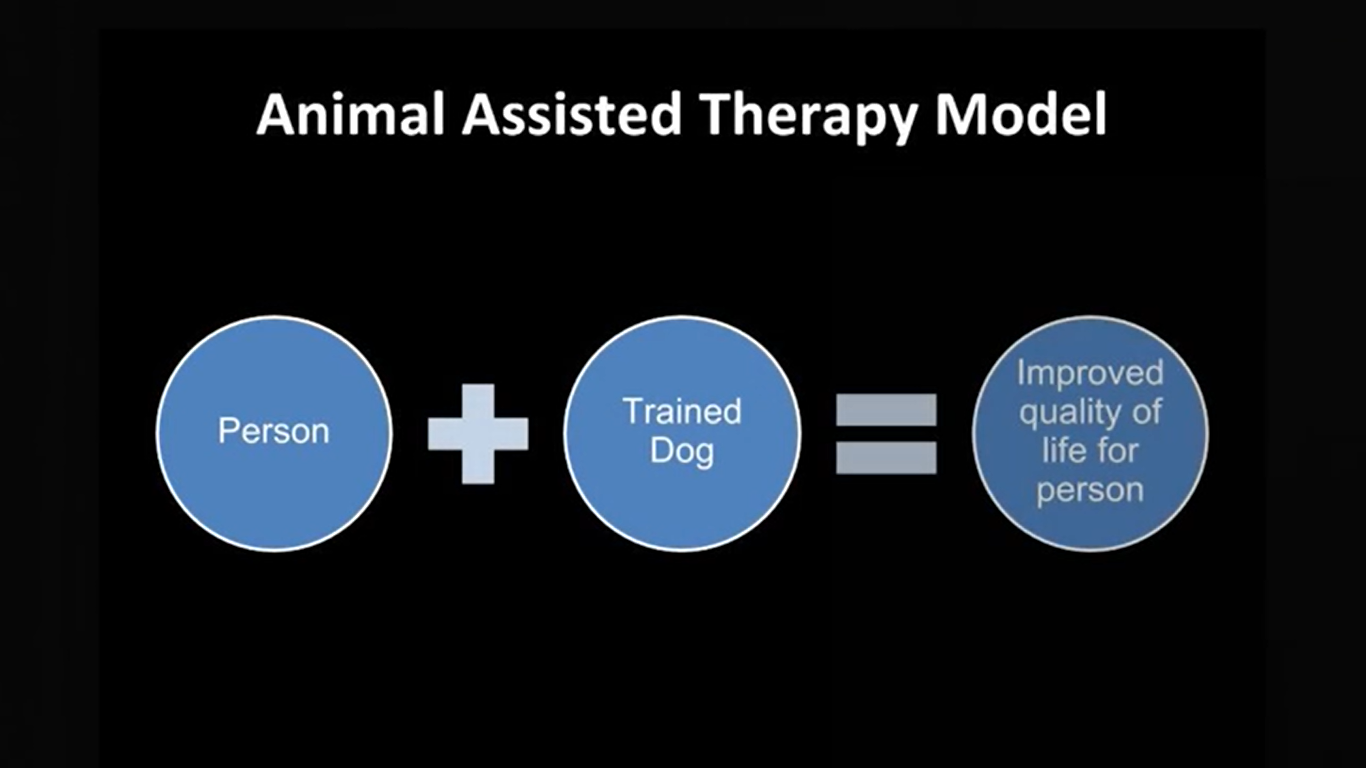 Animal Assisted Therapy Model
Person
Trained
Dog
Improved
quality of
life for
person